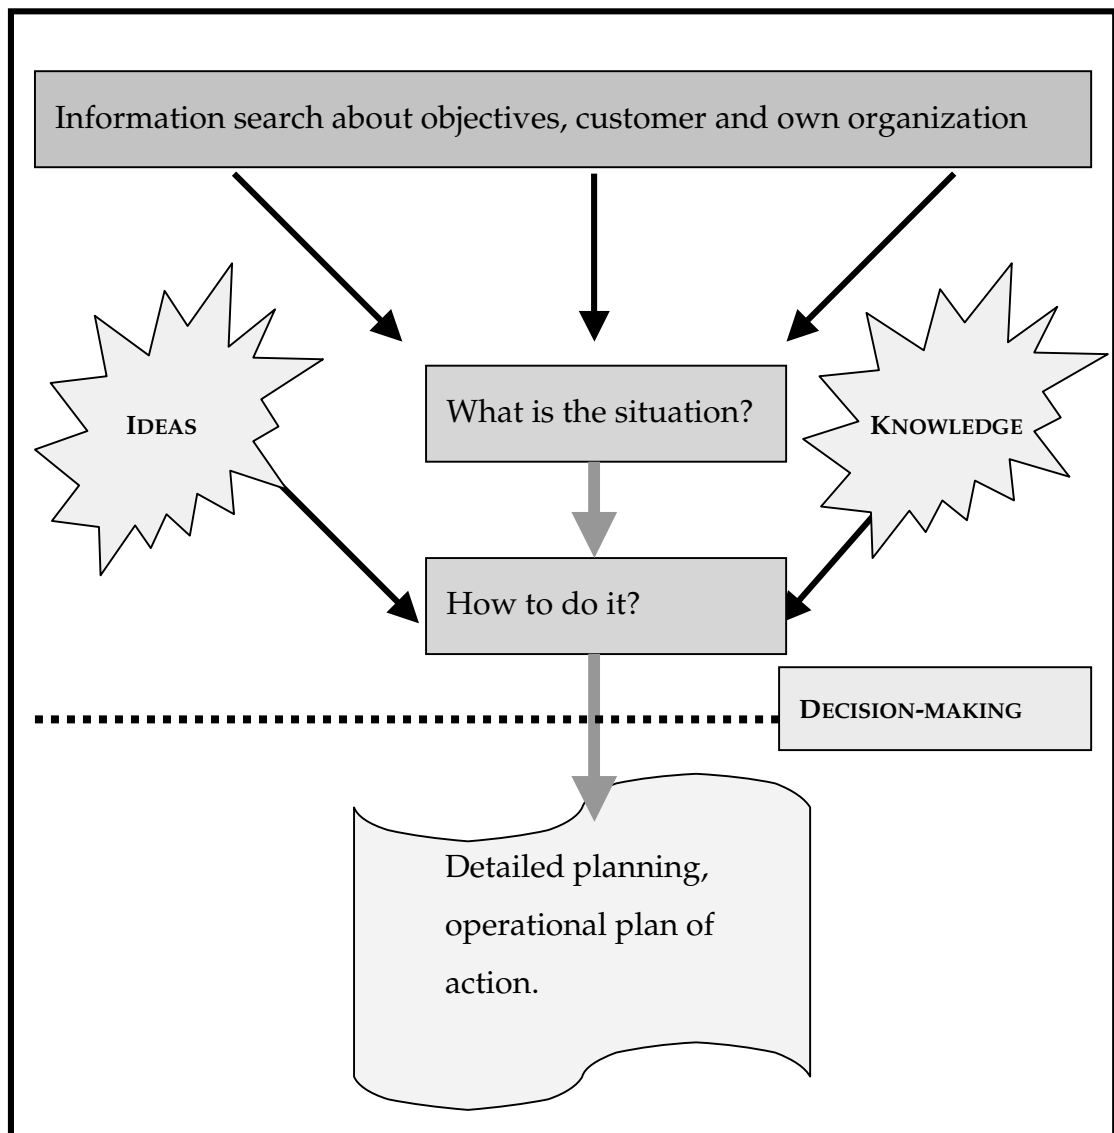 Information search about objectives, customer and own organization
What is the situation?
IDEAS
KNOWLEDGE
How to do it?
DECISION-MAKING
Detailed planning,
operational plan of
action.